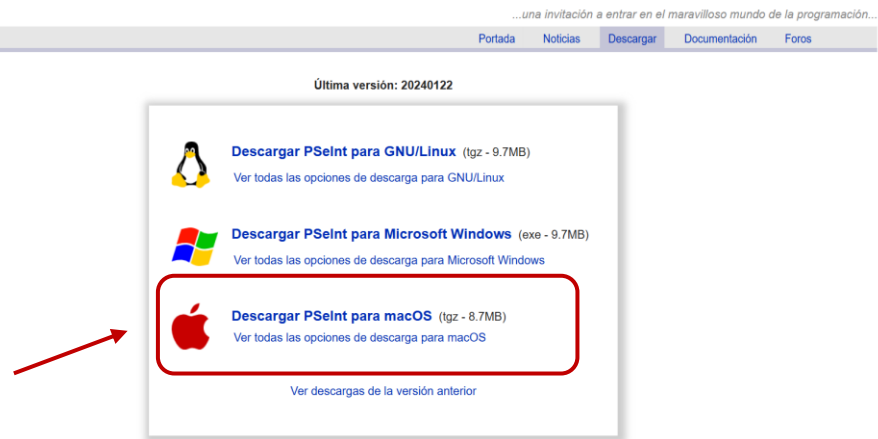 ...una invitación a entrar en el maravilloso mundo de la programación...
Portada Noticias Descargar Documentación Foros
Última versión: 20240122
Descargar PSeInt para GNU/Linux (tgz - 9.7MB)
Ver todas las opciones de descarga para GNU/Linux
Descargar PSeInt para Microsoft Windows (exe - 9.7MB)
Ver todas las opciones de descarga para Microsoft Windows
Descargar PSeInt para macOS (tgz - 8.7MB)
Ver todas las opciones de descarga para macOS
Ver descargas de la versión anterior